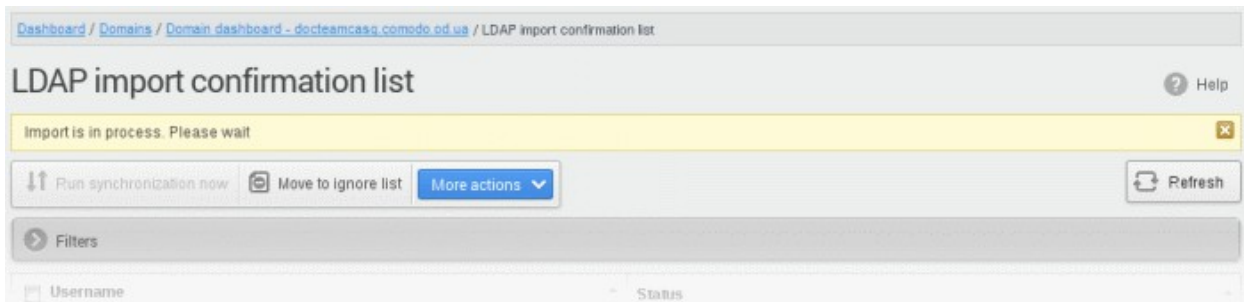 Dashboard / Domains / Domain dashboard - docteamcasg.comodo.od.ua / LDAP import confirmation list
LDAP import confirmation list
Help
Import is in process. Please wait
Run synchronization now Move to ignore list More actions Refresh
Filters
Username Status